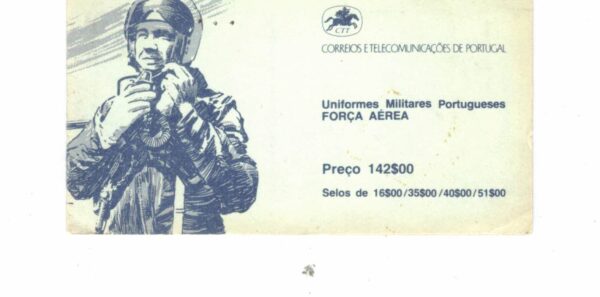 CTT
CORREIOS E TELECOMUNICAÇÕES DE PORTUGAL
Uniformes Militares Portugueses
FORÇA AÉREA
Preço 142$00
Selos de 16$00/35$00/40$00/51$00